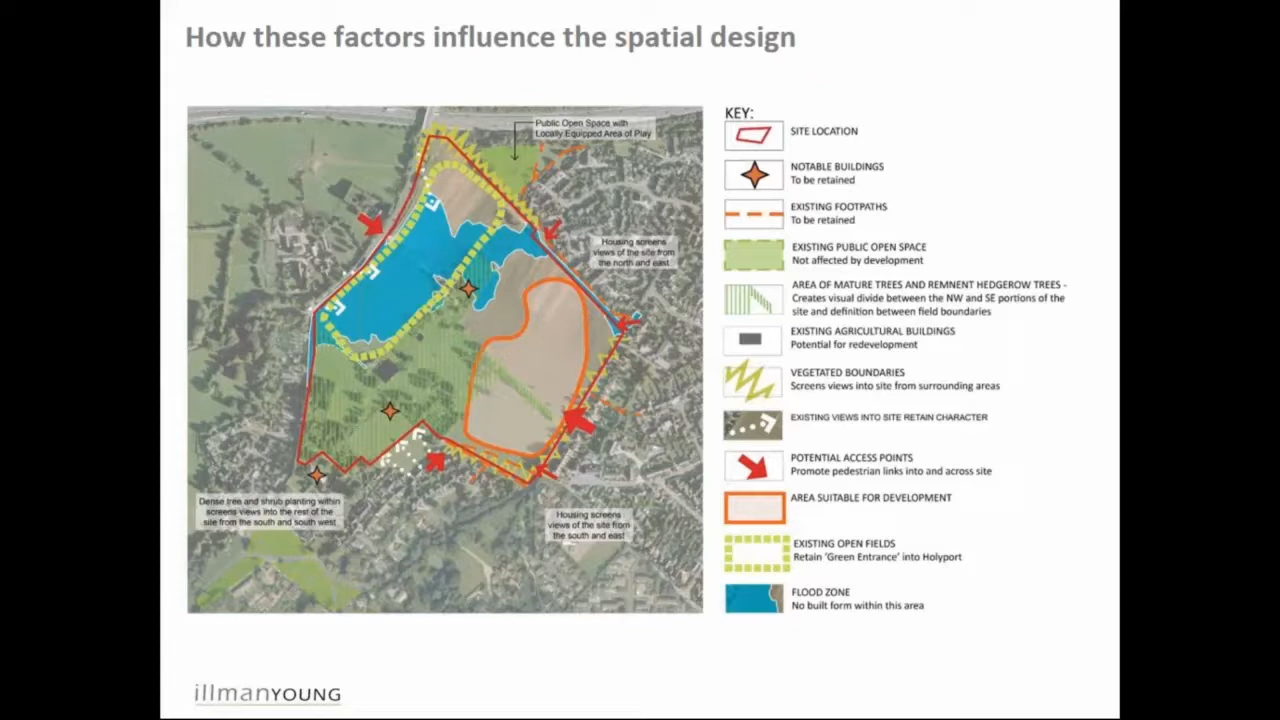 How these factors influence the spatial design
Public Open Space with
Locally Equipped Area of Play
Housing screens
views of the site from
the north and east
Dense tree and shrub planting within
screens views into the rest of the
site from the south and south west
Housing screens
views of the site from
the south and east
KEY:
SITE LOCATION
NOTABLE BUILDINGS
To be retained
EXISTING FOOTPATHS
To be retained
EXISTING PUBLIC OPEN SPACE
Not affected by development
AREA OF MATURE TREES AND REMNENT HEDGEROW TREES -
Creates visual divide between the NW and SE portions of the
site and definition between field boundaries
EXISTING AGRICULTURAL BUILDINGS
Potential for redevelopment
VEGETATED BOUNDARIES
Screens views into site from surrounding areas
EXISTING VIEWS INTO SITE RETAIN CHARACTER
POTENTIAL ACCESS POINTS
Promote pedestrian links into and across site
AREA SUITABLE FOR DEVELOPMENT
EXISTING OPEN FIELDS
Retain 'Green Entrance' into Holyport
FLOOD ZONE
No built form within this area
illmanYOUNG